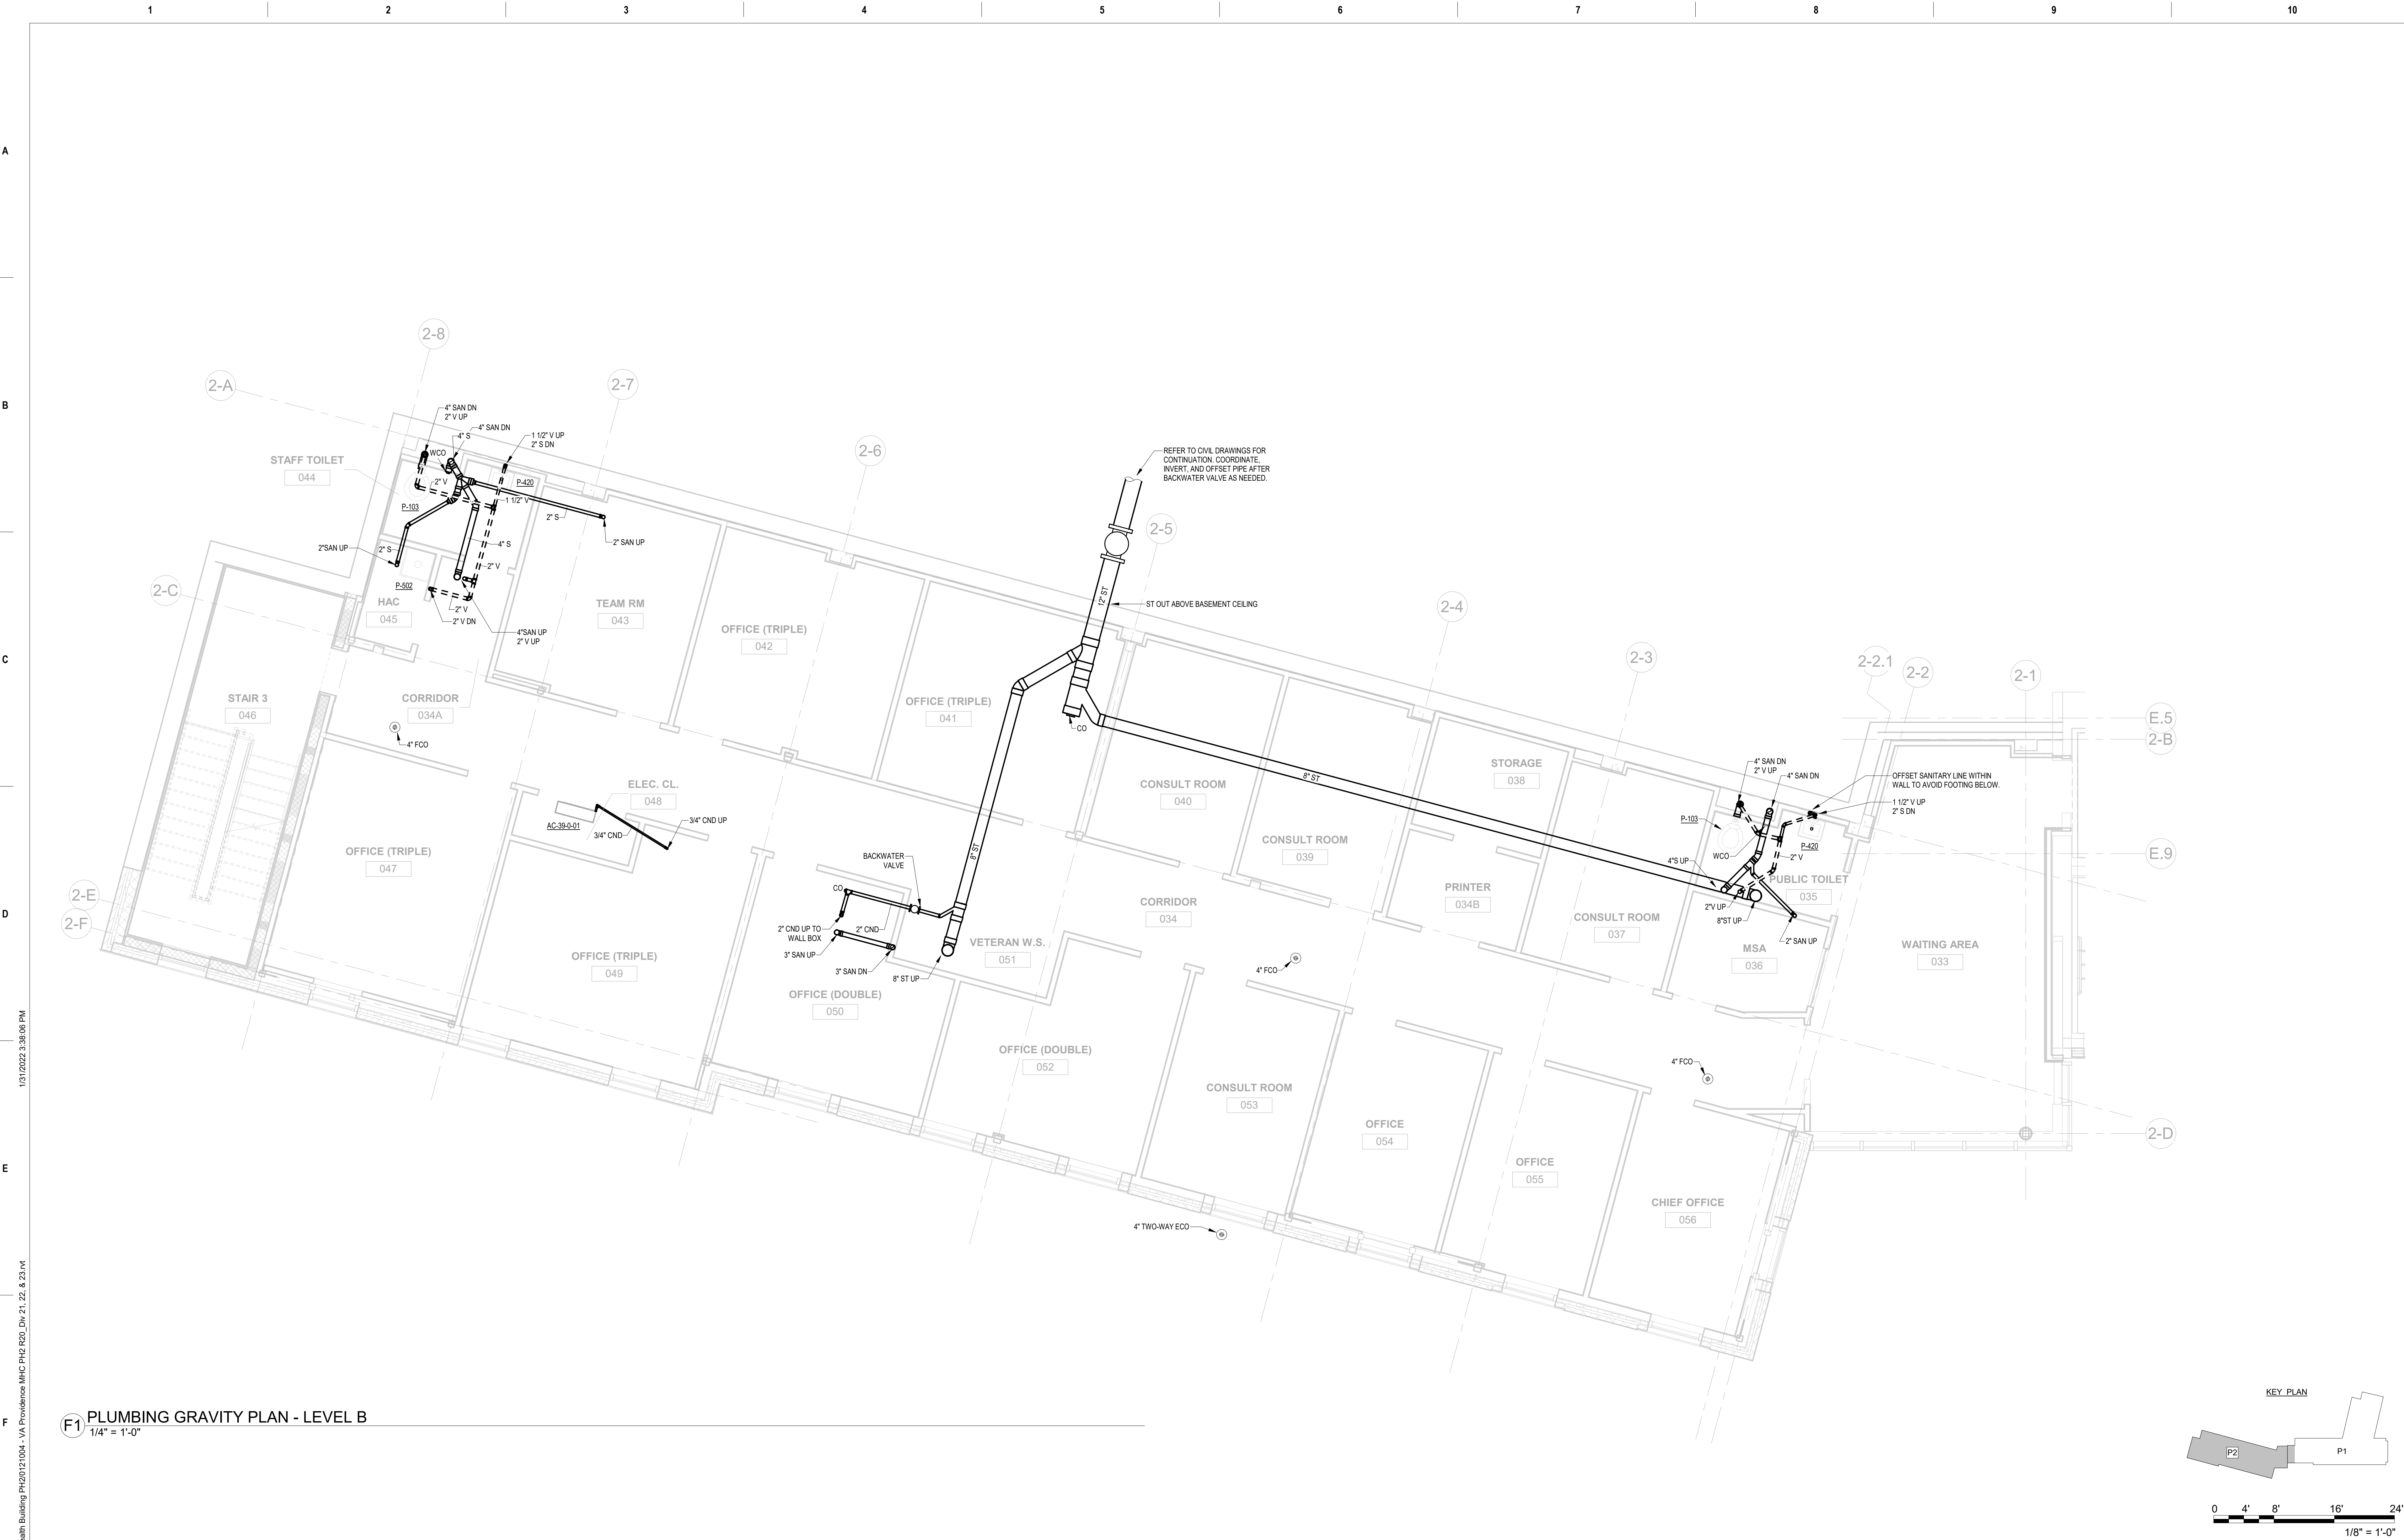 1
2
3
4
5
6
7
8
9
10
A
B
C
D
E
F
2-8
2-A
2-7
2-6
2-5
2-4
2-3
2-2.1
2-2
2-1
2-C
E.5
2-B
E.9
2-E
2-F
2-D
4" SAN DN
2" V UP
4" SAN DN
4" S
WCO
1 1/2" V UP
2" S DN
STAFF TOILET
044
2" V
P-420
P-103
1 1/2" V
2" S
2" SAN UP
2"SAN UP
2" S
4" S
2" V
P-502
HAC
045
2" V
2" V DN
4"SAN UP
2" V UP
TEAM RM
043
OFFICE (TRIPLE)
042
OFFICE (TRIPLE)
041
REFER TO CIVIL DRAWINGS FOR
CONTINUATION. COORDINATE,
INVERT, AND OFFSET PIPE AFTER
BACKWATER VALVE AS NEEDED.
12" ST
ST OUT ABOVE BASEMENT CEILING
CO
STAIR 3
046
CORRIDOR
034A
4" FCO
ELEC. CL.
048
AC-39-0-01
3/4" CND
3/4" CND UP
OFFICE (TRIPLE)
047
8" ST
8" ST
CONSULT ROOM
040
CONSULT ROOM
039
STORAGE
038
PRINTER
034B
CONSULT ROOM
037
4" SAN DN
2" V UP
4" SAN DN
OFFSET SANITARY LINE WITHIN
WALL TO AVOID FOOTING BELOW.
1 1/2" V UP
2" S DN
P-103
P-420
WCO
2" V
4"S UP
PUBLIC TOILET
035
2"V UP
8"ST UP
2" SAN UP
MSA
036
WAITING AREA
033
BACKWATER
VALVE
CO
2" CND
2" CND UP TO
WALL BOX
3" SAN UP
3" SAN DN
8" ST UP
VETERAN W.S.
051
CORRIDOR
034
4" FCO
OFFICE (TRIPLE)
049
OFFICE (DOUBLE)
050
OFFICE (DOUBLE)
052
CONSULT ROOM
053
OFFICE
054
OFFICE
055
4" FCO
CHIEF OFFICE
056
4" TWO-WAY ECO
1/31/2022 3:38:06 PM
ealth Building PH2/0121004 - VA Providence MHC PH2 R20_Div 21, 22, & 23.rvt
F1
PLUMBING GRAVITY PLAN - LEVEL B
1/4" = 1'-0"
KEY PLAN
P2
P1
0 4' 8' 16' 24'
1/8" = 1'-0"